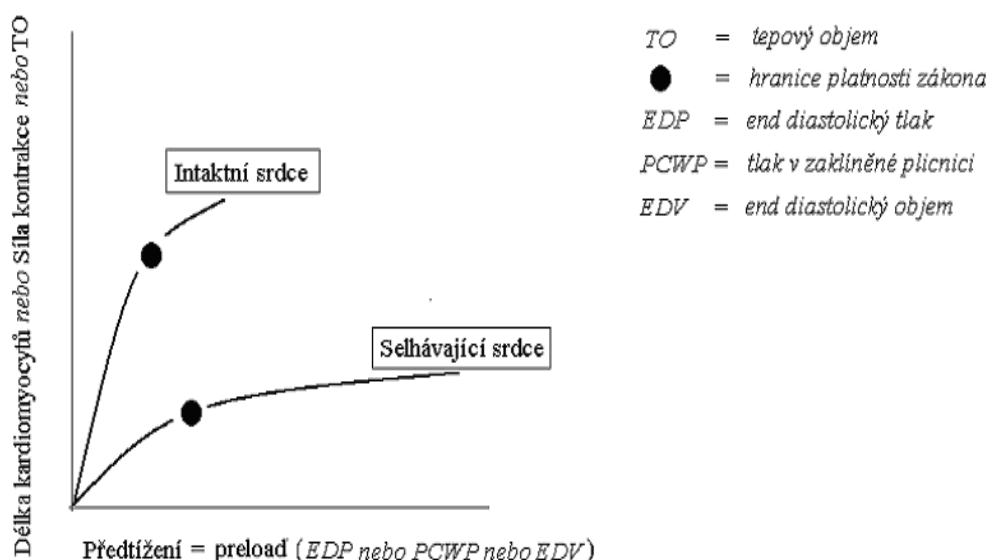 Délka kardiomyocytů nebo Síla kontrakce nebo TO
Intaktní srdce
Selhávající srdce
Předtížení = preload (EDP nebo PCWP nebo EDV)
TO = tepový objem
= hranice platnosti zákona
EDP = end diastolický tlak
PCWP = tlak v zaklíněné plicnici
EDV = end diastolický objem